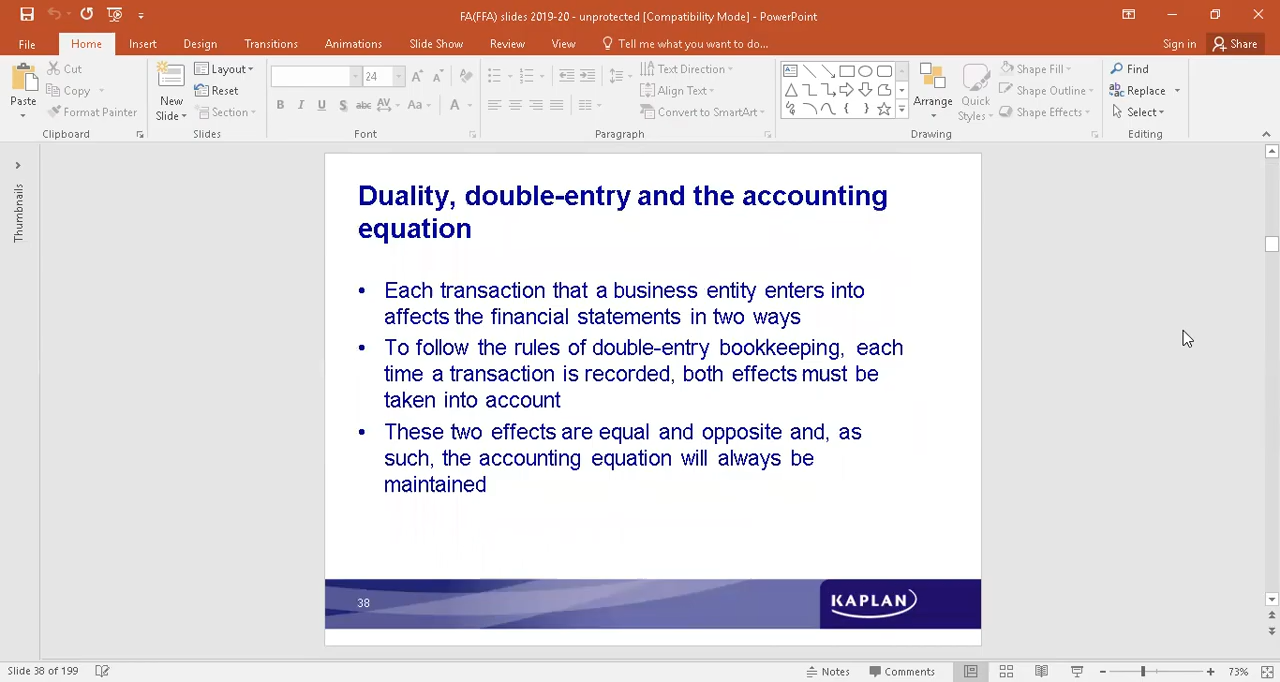 FA(FFA) slides 2019-20 - unprotected [Compatibility Mode] - PowerPoint
File Home Insert Design Transitions Animations Slide Show Review View Tell me what you want to do... Sign in Share
Paste
Cut
Copy
Format Painter
Clipboard
New
Slide
Layout
Reset
Section
Slides
24
B I U S abc AV Aa A
Font
Text Direction
Align Text
Convert to SmartArt
Paragraph
Arrange
Quick
Styles
Shape Fill
Shape Outline
Shape Effects
Drawing
Find
Replace
Select
Editing
Thumbnails
Duality, double-entry and the accounting
equation
• Each transaction that a business entity enters into
affects the financial statements in two ways
• To follow the rules of double-entry bookkeeping, each
time a transaction is recorded, both effects must be
taken into account
• These two effects are equal and opposite and, as
such, the accounting equation will always be
maintained
38
KAPLAN
Slide 38 of 199
Notes Comments 73%